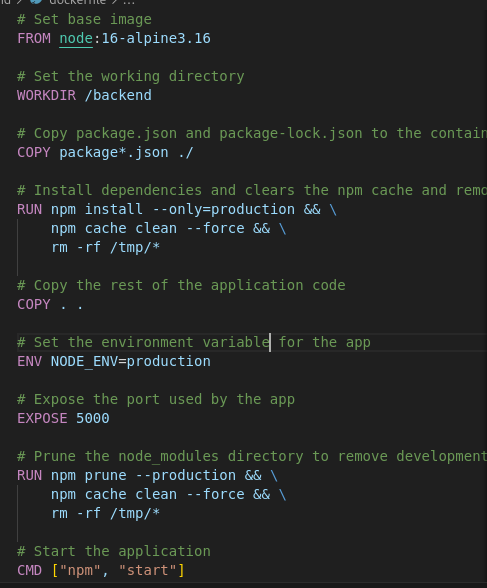 dockerfile > ...
# Set base image
FROM node:16-alpine3.16
# Set the working directory
WORKDIR /backend
# Copy package.json and package-lock.json to the contain
COPY package*.json ./
# Install dependencies and clears the npm cache and remo
RUN npm install --only=production && \
npm cache clean --force && \
rm -rf /tmp/*
# Copy the rest of the application code
COPY . .
# Set the environment variable for the app
ENV NODE_ENV=production
# Expose the port used by the app
EXPOSE 5000
# Prune the node_modules directory to remove development
RUN npm prune --production && \
npm cache clean --force && \
rm -rf /tmp/*
# Start the application
CMD ["npm", "start"]